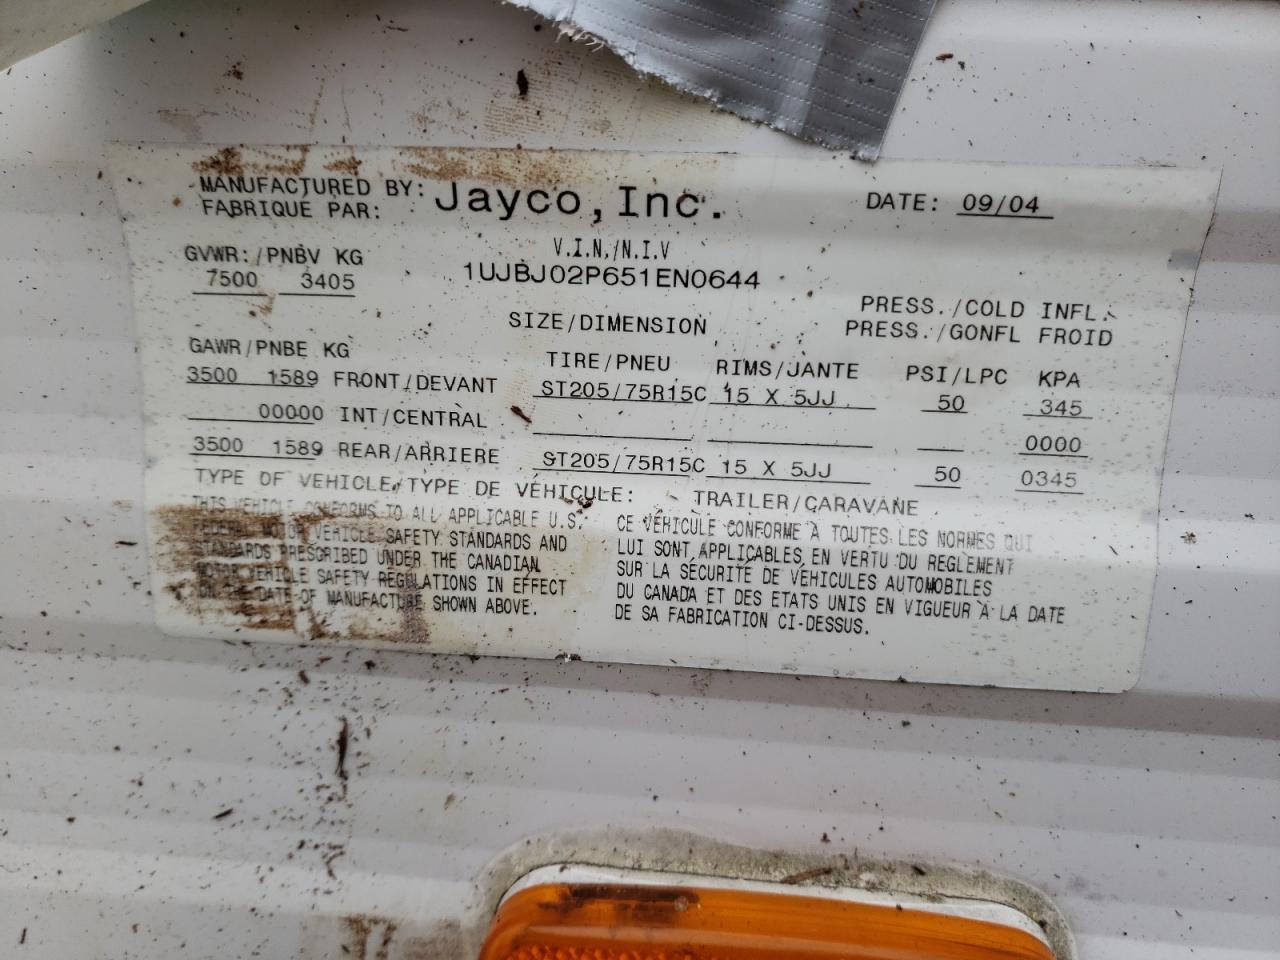 MANUFACTURED BY: Jayco, Inc. DATE: 09/04
FABRIQUE PAR:
GVWR:/PNBV KG V.I.N./N.I.V
7500 3405 1UJBJ02P651EN0644
PRESS./COLD INFL.
SIZE/DIMENSION PRESS./GONFL FROID
GAWR/PNBE KG TIRE/PNEU RIMS/JANTE PSI/LPC KPA
3500 1589 FRONT/DEVANT ST205/75R15C 15 X 5JJ 50 345
00000 INT/CENTRAL 0000
3500 1589 REAR/ARRIERE ST205/75R15C 15 X 5JJ 50 0345
TYPE OF VEHICLE/TYPE DE VÉHICULE: TRAILER/CARAVANE
THIS VEHICLE CONFORMS TO ALL APPLICABLE U.S.
FEDERAL MOTOR VEHICLE SAFETY STANDARDS AND
STANDARDS PRESCRIBED UNDER THE CANADIAN
MOTOR VEHICLE SAFETY REGULATIONS IN EFFECT
ON THE DATE OF MANUFACTURE SHOWN ABOVE.
CE VÉHICULE CONFORME À TOUTES LES NORMES QUI
LUI SONT APPLICABLES EN VERTU DU REGLEMENT
SUR LA SÉCURITÉ DE VÉHICULES AUTOMOBILES
DU CANADA ET DES ETATS UNIS EN VIGUEUR À LA DATE
DE SA FABRICATION CI-DESSUS.